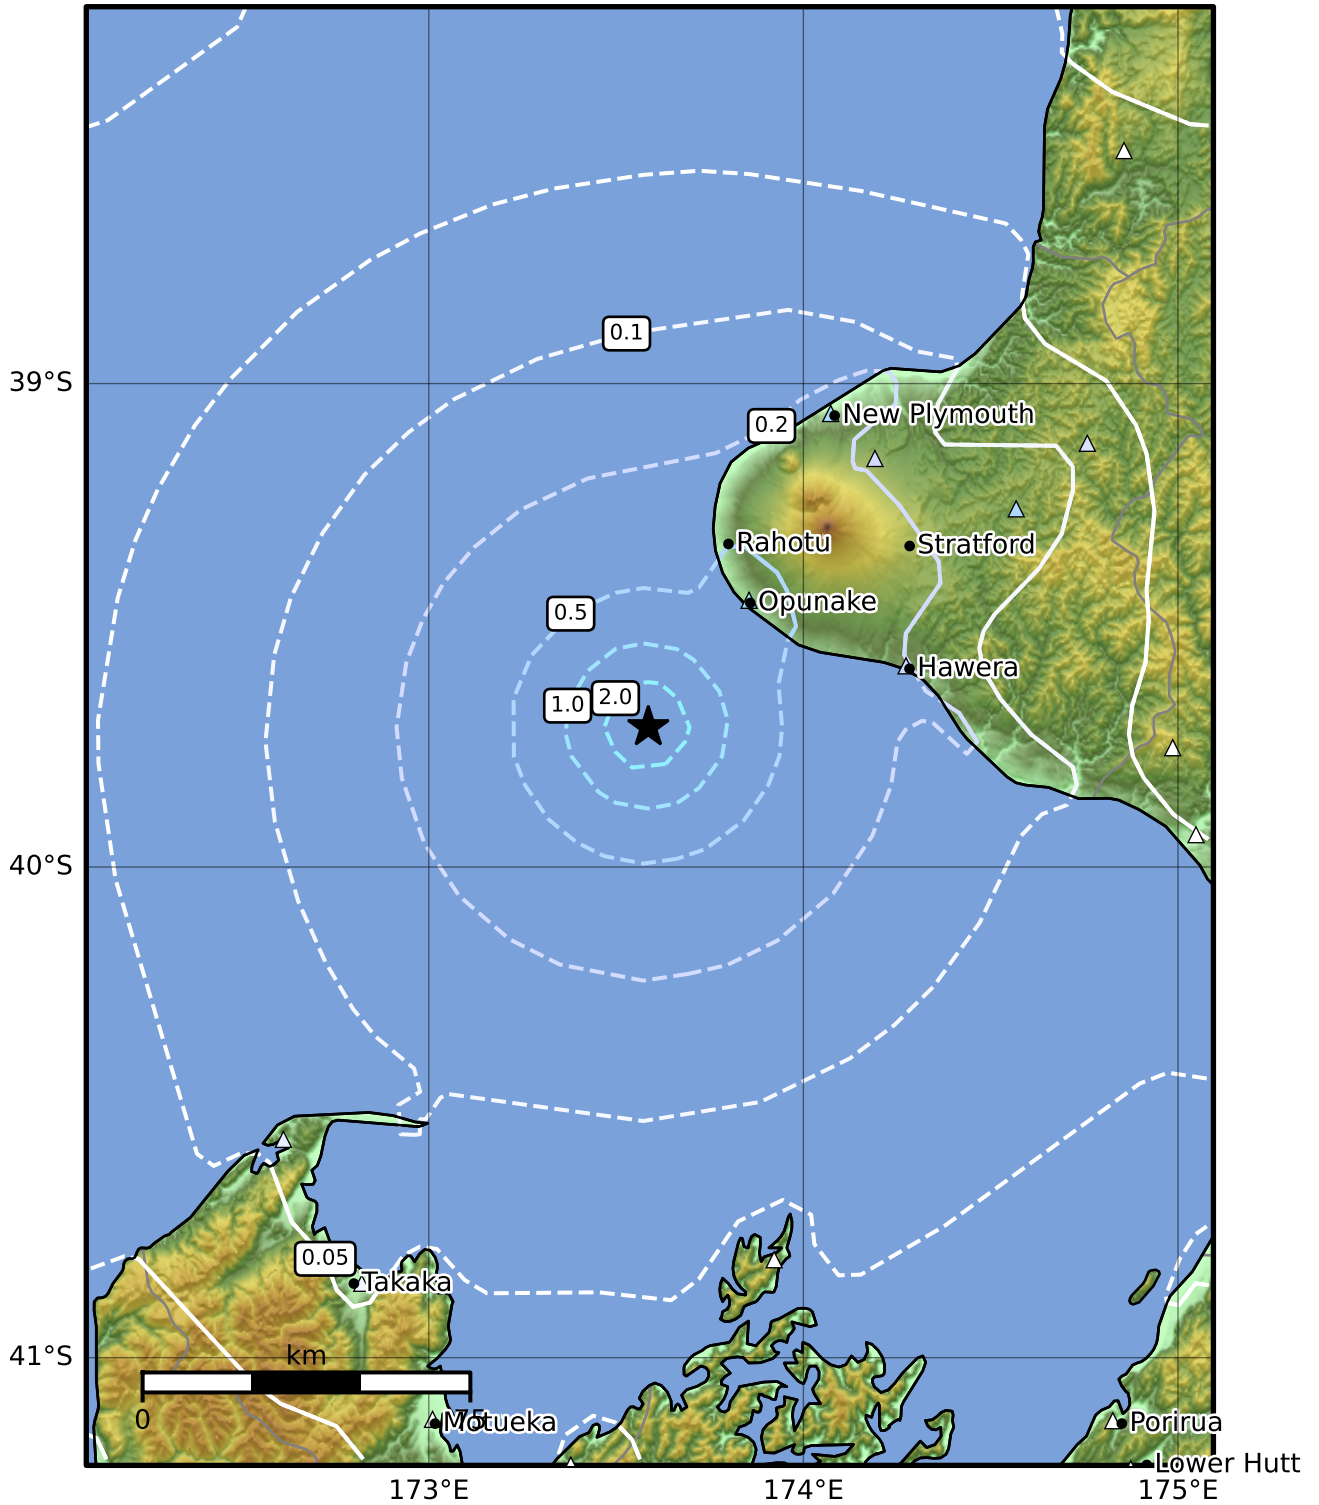 0.1
39°S
New Plymouth
0.2
Rahotu
Stratford
Opunake
0.5
Hawera
2.0
1.0
40°S
0.05
Takaka
km
41°S
0
75
Motueka
Porirua
Lower Hutt
173°E
174°E
175°E